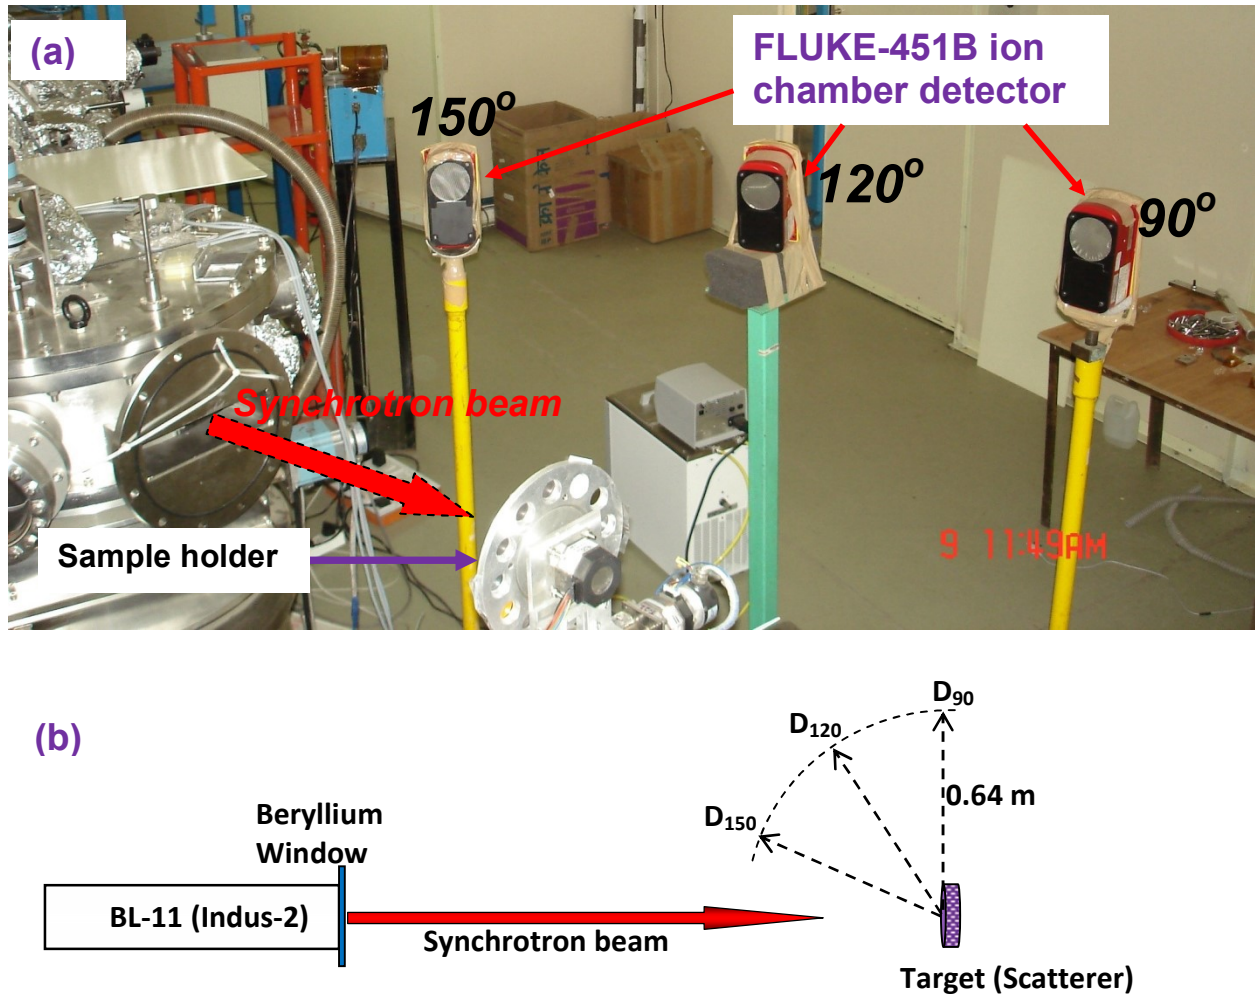 (a)
FLUKE-451B ion
chamber detector
150°
120°
90°
Synchrotron beam
Sample holder
9 11:49AM
(b)
D90
D120
0.64 m
D150
Beryllium
Window
BL-11 (Indus-2)
Synchrotron beam
Target (Scatterer)